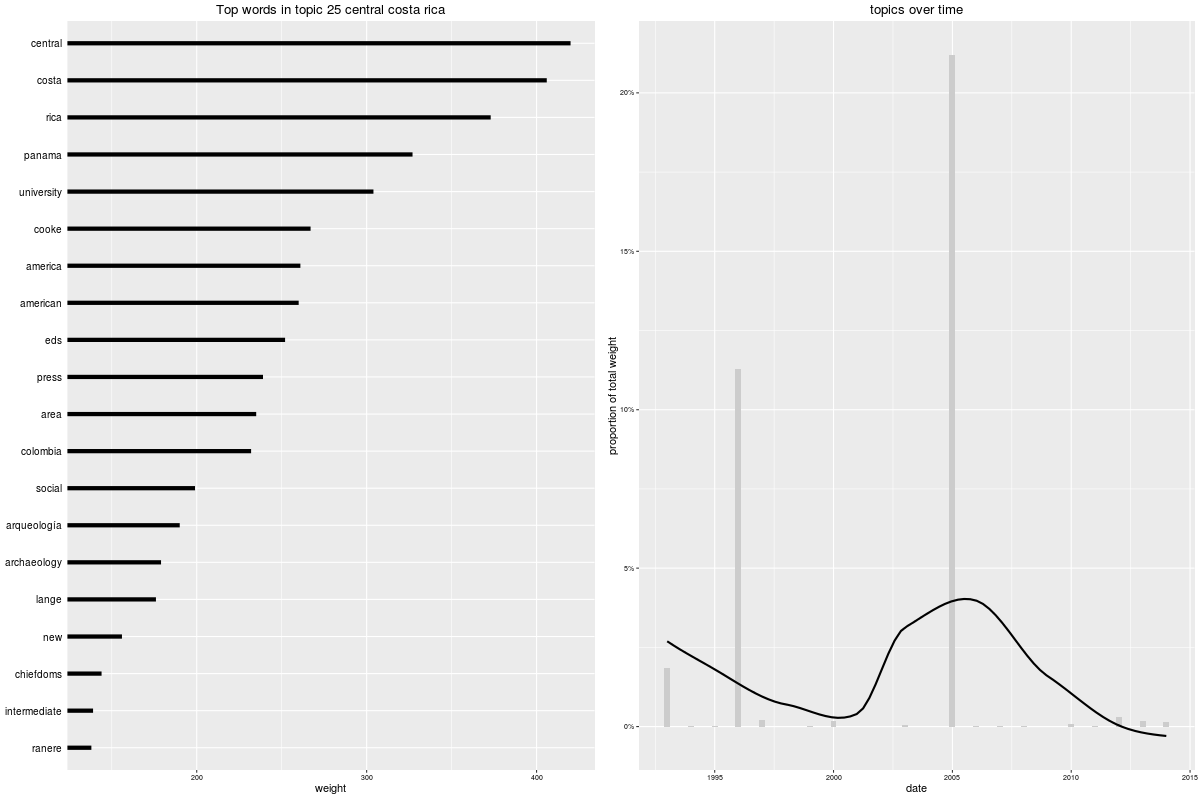 Top words in topic 25 central costa rica
central
costa
rica
panama
university
cooke
america
american
eds
press
area
colombia
social
arqueología
archaeology
lange
new
chiefdoms
intermediate
ranere
200 300 400
weight
topics over time
proportion of total weight
20%
15%
10%
5%
0%
1995 2000 2005 2010 2015
date